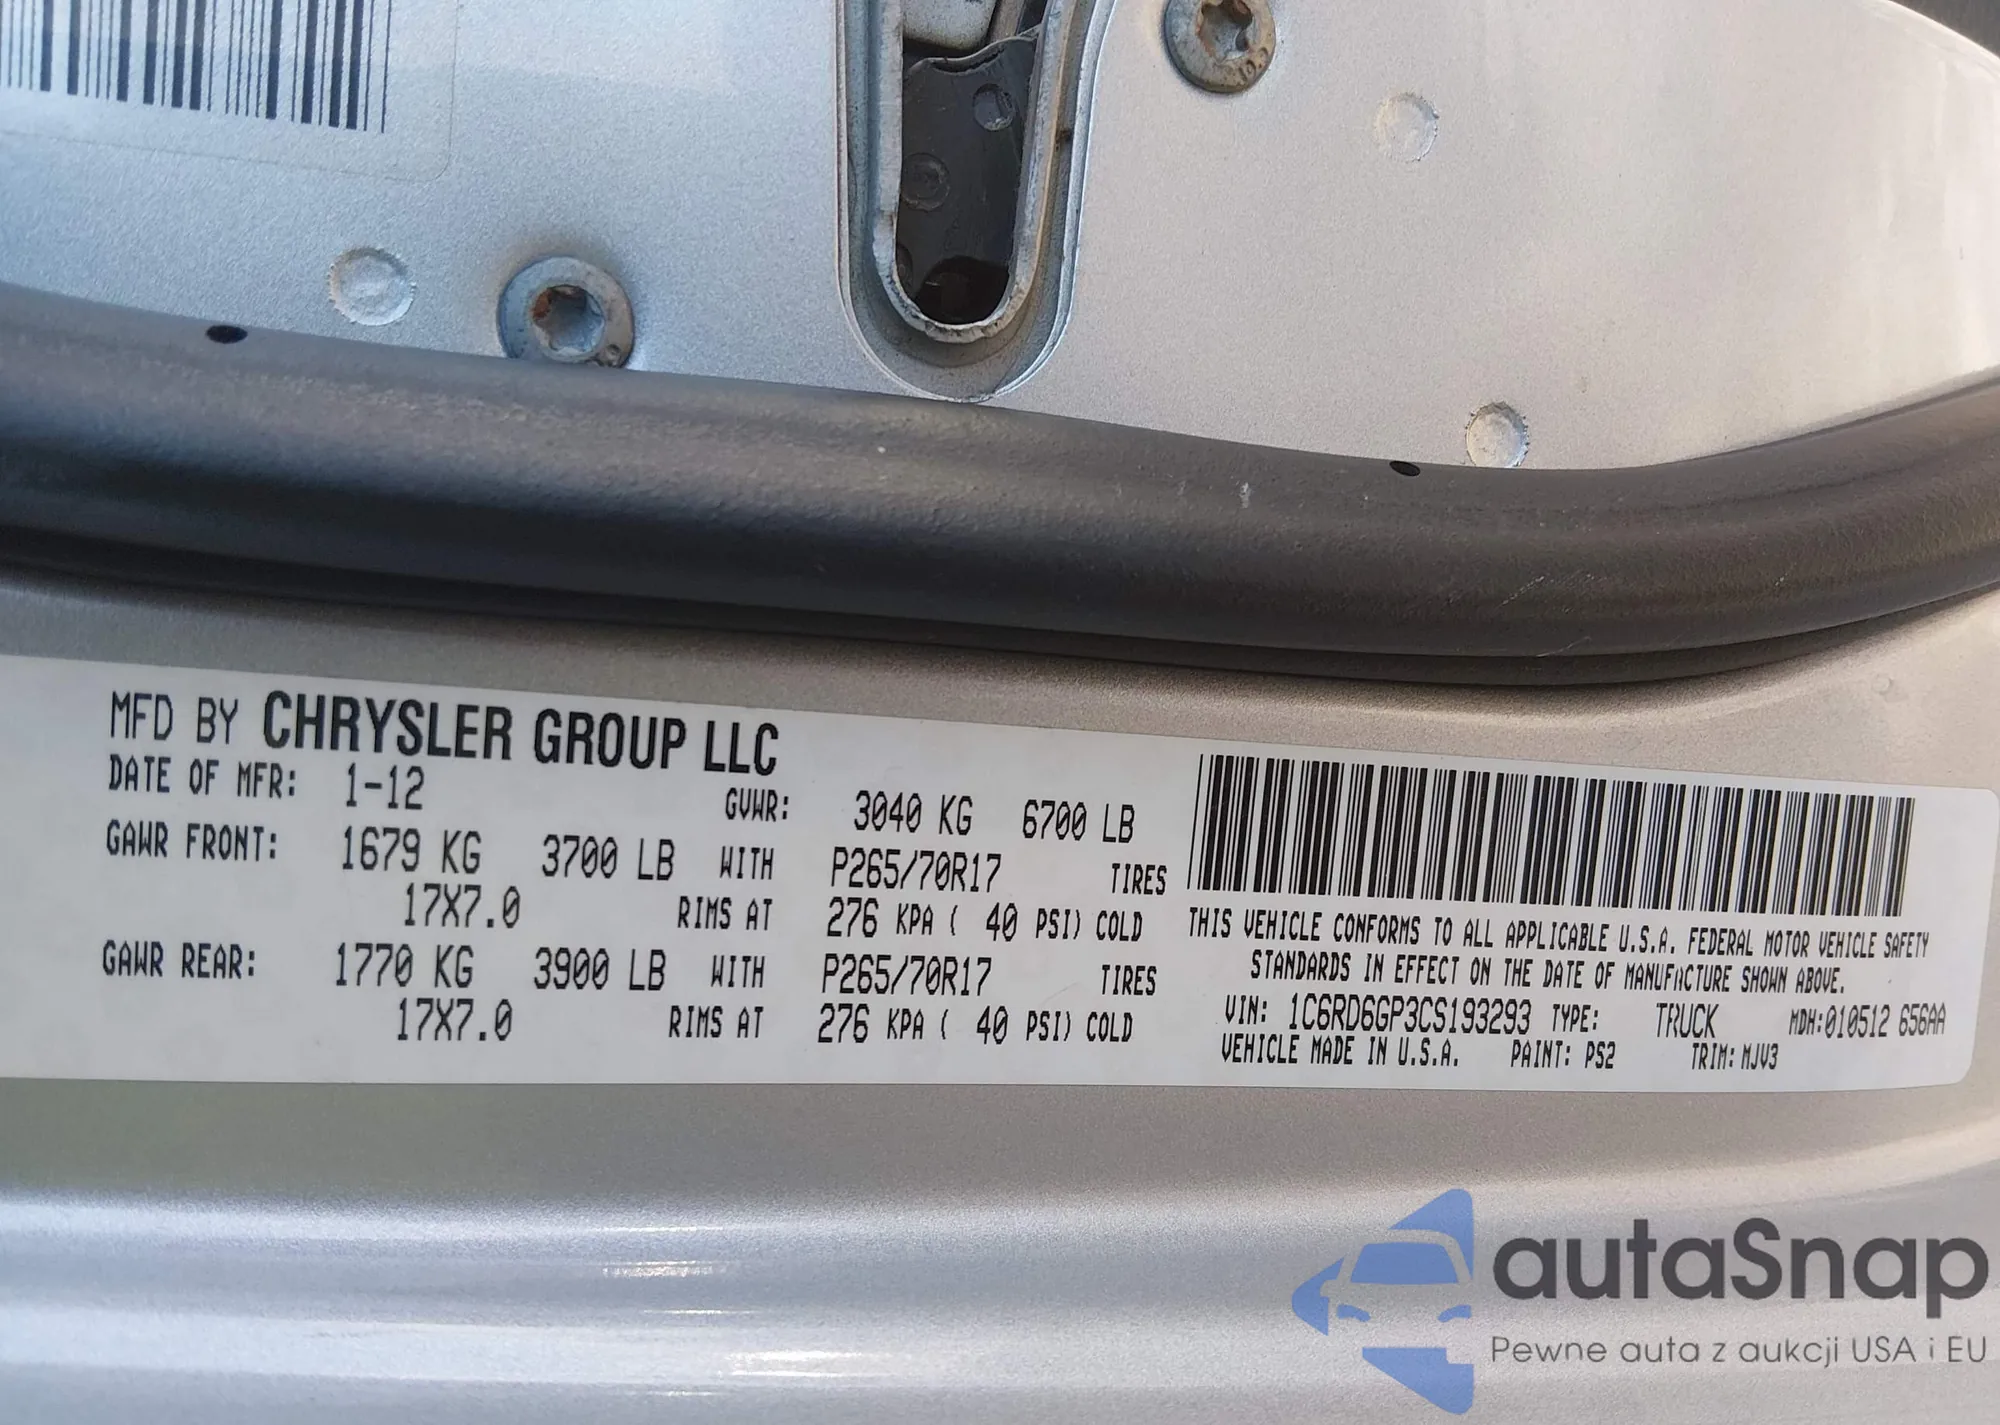 MFD BY CHRYSLER GROUP LLC
DATE OF MFR: 1-12 GVWR: 3040 KG 6700 LB
GAWR FRONT: 1679 KG 3700 LB WITH P265/70R17 TIRES
17X7.0 RIMS AT 276 KPA ( 40 PSI) COLD
GAWR REAR: 1770 KG 3900 LB WITH P265/70R17 TIRES
17X7.0 RIMS AT 276 KPA ( 40 PSI) COLD
THIS VEHICLE CONFORMS TO ALL APPLICABLE U.S.A. FEDERAL MOTOR VEHICLE SAFETY
STANDARDS IN EFFECT ON THE DATE OF MANUFACTURE SHOWN ABOVE.
VIN: 1C6RD6GP3CS193293 TYPE: TRUCK MDH:010512 656AA
VEHICLE MADE IN U.S.A. PAINT: PS2 TRIM: MJV3
autaSnap
Pewne auta z aukcji USA i EU